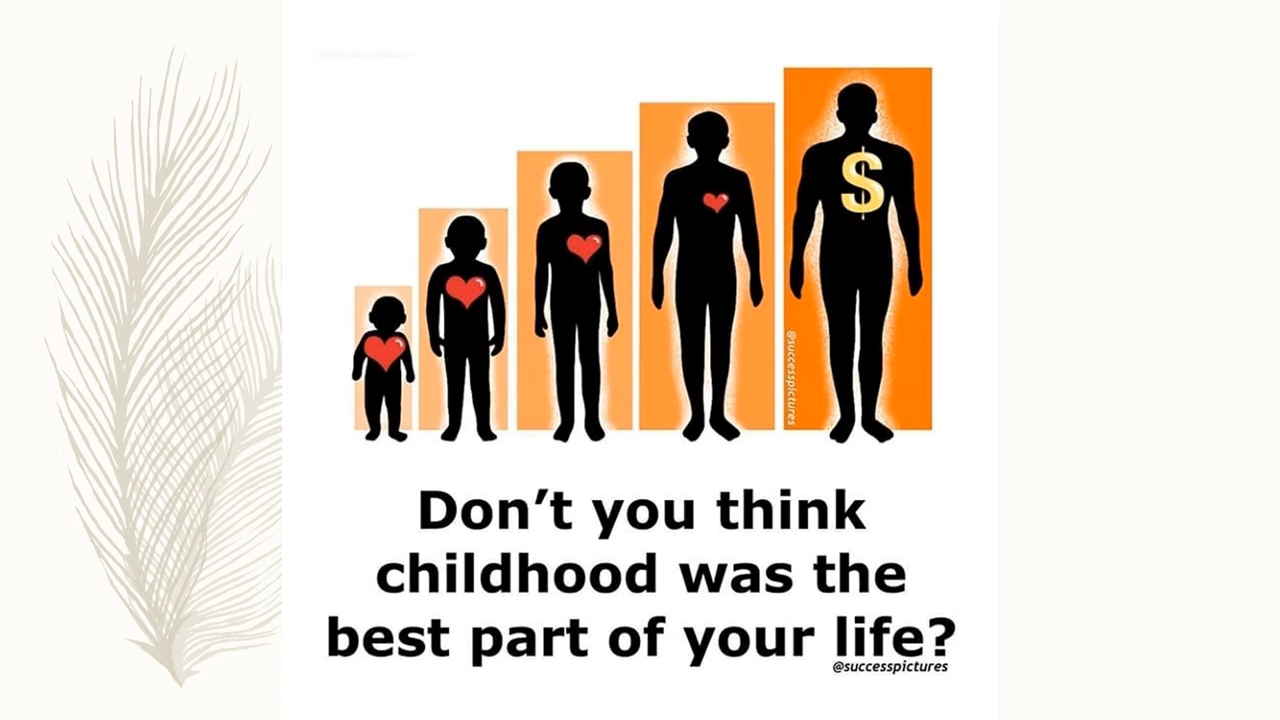 $
@successpictures
Don’t you think
childhood was the
best part of your life?
@successpictures